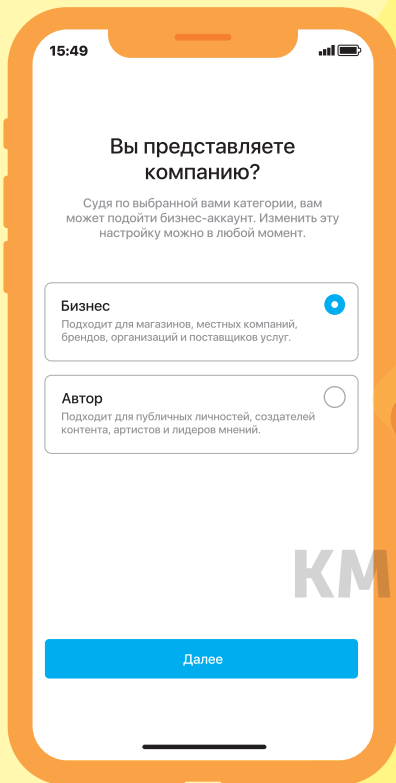 15:49
Вы представляете
компанию?
Судя по выбранной вами категории, вам
может подойти бизнес-аккаунт. Изменить эту
настройку можно в любой момент.
Бизнес
Подходит для магазинов, местных компаний,
брендов, организаций и поставщиков услуг.
Автор
Подходит для публичных личностей, создателей
контента, артистов и лидеров мнений.
КМ
Далее